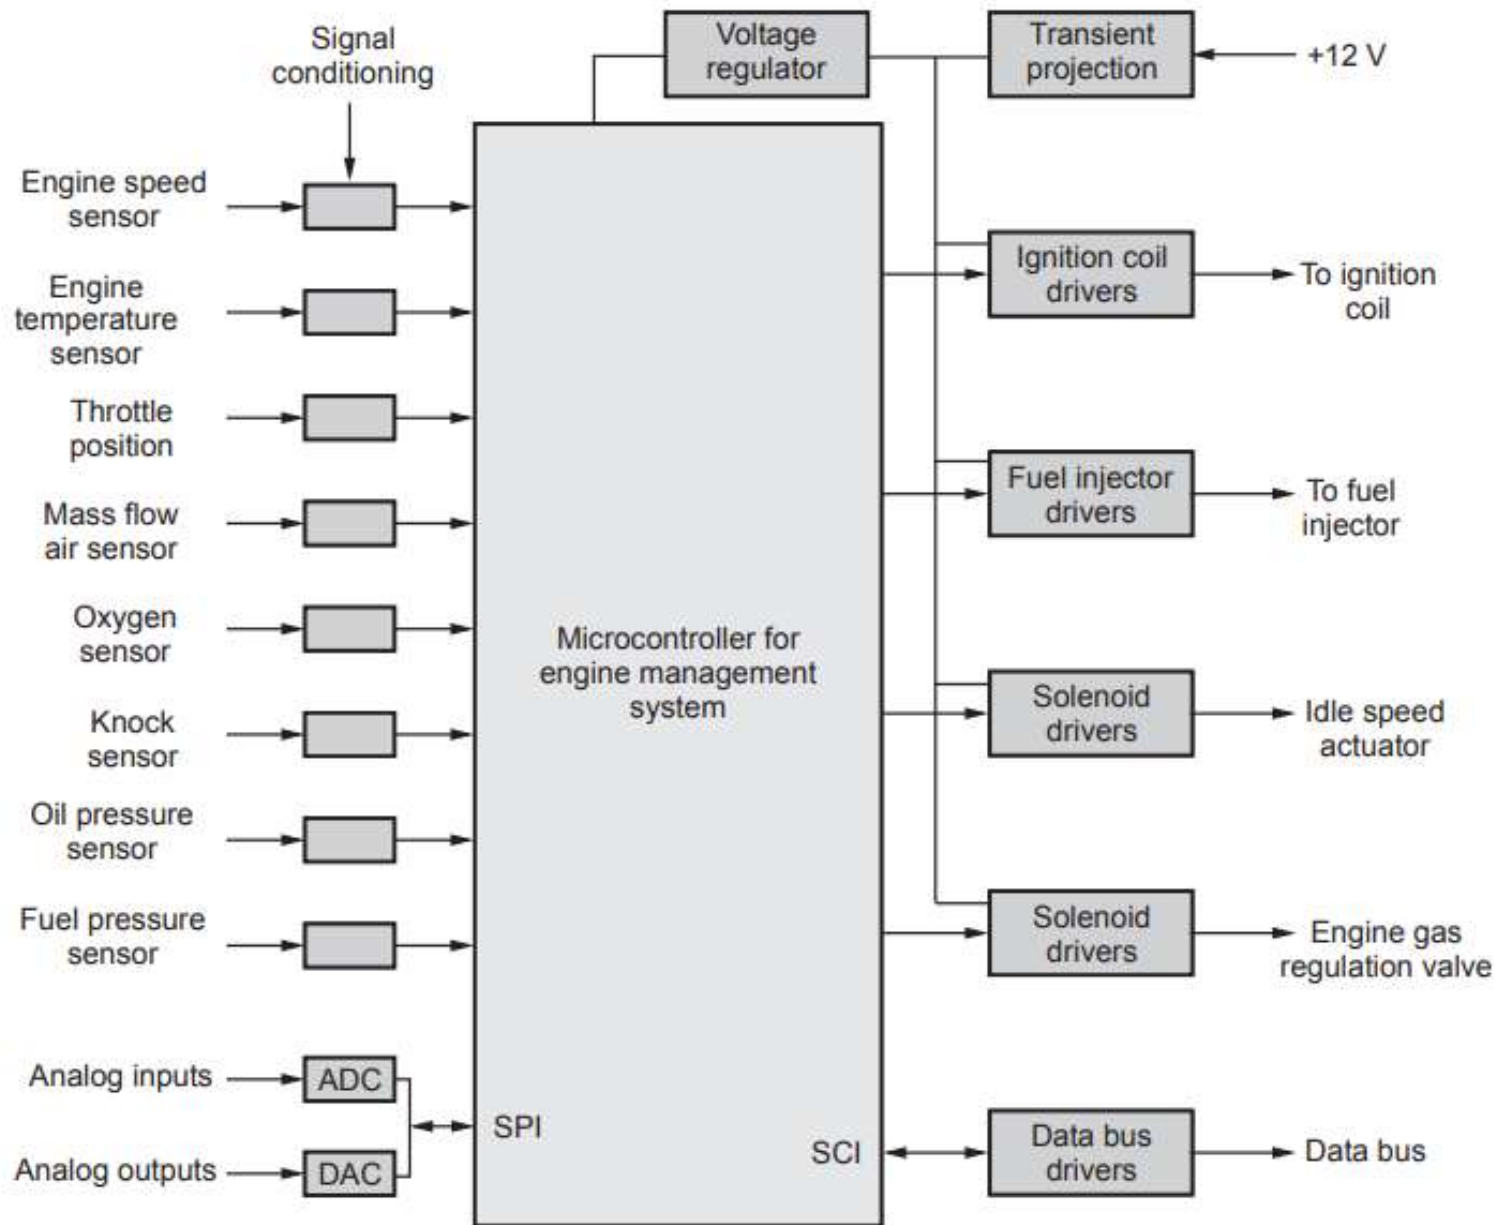 Signal
conditioning
Voltage
regulator
Transient
projection
+12 V
Engine speed
sensor
Engine
temperature
sensor
Throttle
position
Mass flow
air sensor
Oxygen
sensor
Knock
sensor
Oil pressure
sensor
Fuel pressure
sensor
Analog inputs
ADC
Analog outputs
DAC
SPI
Microcontroller for
engine management
system
SCI
Ignition coil
drivers
To ignition
coil
Fuel injector
drivers
To fuel
injector
Solenoid
drivers
Idle speed
actuator
Solenoid
drivers
Engine gas
regulation valve
Data bus
drivers
Data bus